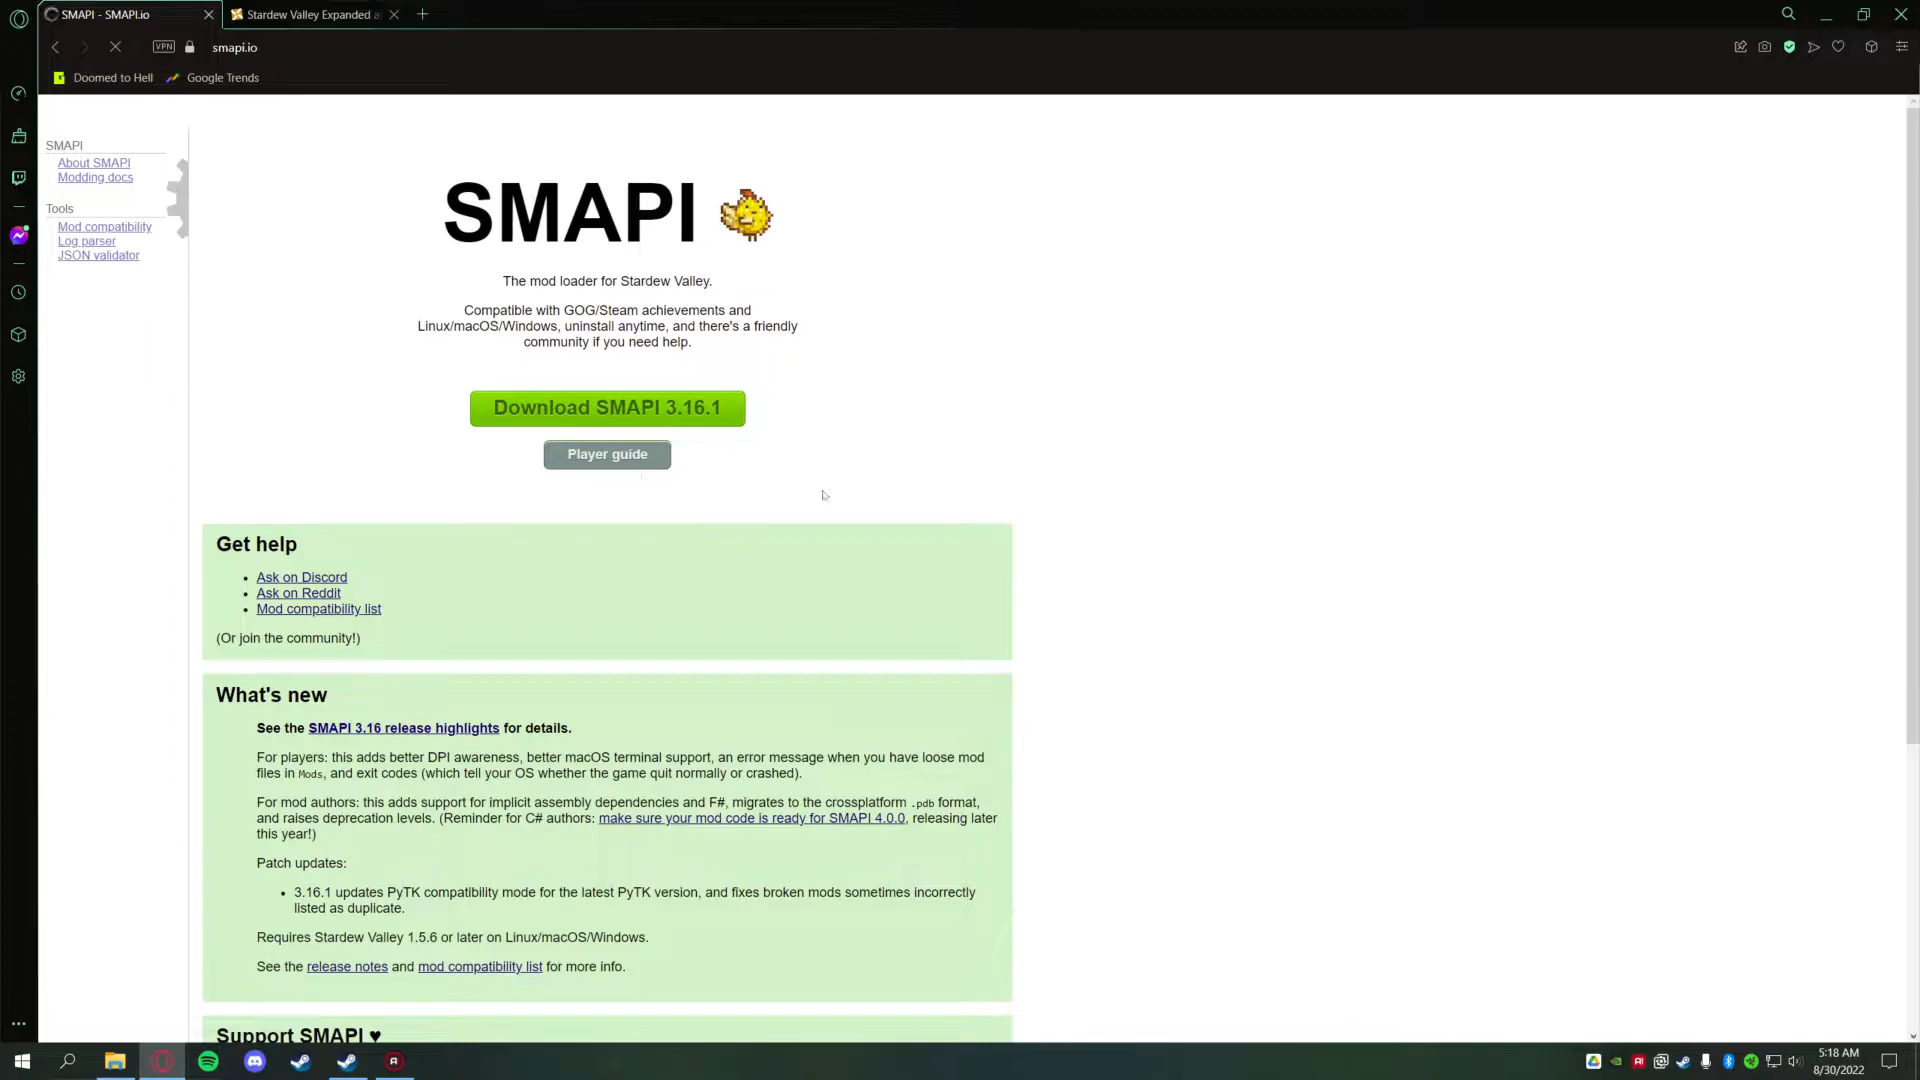 SMAPI - SMAPI.io
Stardew Valley Expanded a
VPN
smapi.io
Doomed to Hell
Google Trends
SMAPI
About SMAPI
Modding docs
Tools
Mod compatibility
Log parser
JSON validator
SMAPI
The mod loader for Stardew Valley.
Compatible with GOG/Steam achievements and
Linux/macOS/Windows, uninstall anytime, and there's a friendly
community if you need help.
Download SMAPI 3.16.1
Player guide
Get help
Ask on Discord
Ask on Reddit
Mod compatibility list
(Or join the community!)
What's new
See the SMAPI 3.16 release highlights for details.
For players: this adds better DPI awareness, better macOS terminal support, an error message when you have loose mod
files in Mods, and exit codes (which tell your OS whether the game quit normally or crashed).
For mod authors: this adds support for implicit assembly dependencies and F#, migrates to the crossplatform .pdb format,
and raises deprecation levels. (Reminder for C# authors: make sure your mod code is ready for SMAPI 4.0.0, releasing later
this year!)
Patch updates:
• 3.16.1 updates PyTK compatibility mode for the latest PyTK version, and fixes broken mods sometimes incorrectly
listed as duplicate.
Requires Stardew Valley 1.5.6 or later on Linux/macOS/Windows.
See the release notes and mod compatibility list for more info.
Support SMAPI ♥
5:18 AM
8/30/2022